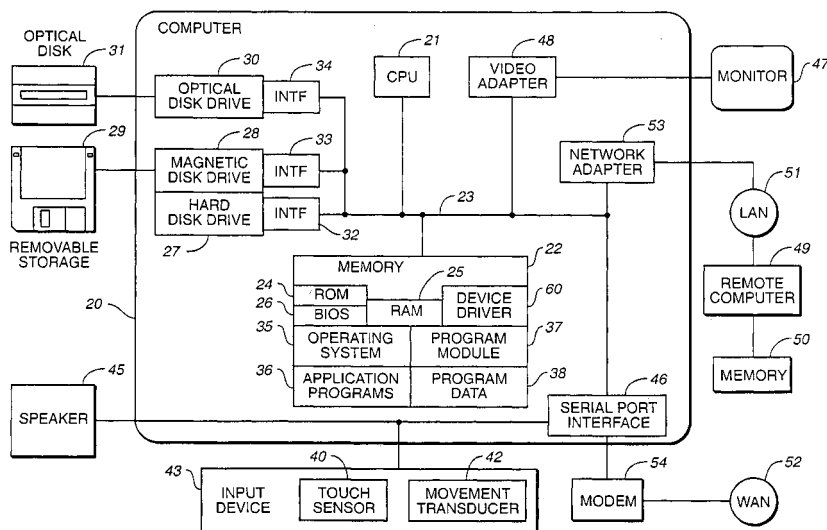 OPTICAL
DISK
31
COMPUTER
30
34
OPTICAL
DISK DRIVE
INTF
21
CPU
48
VIDEO
ADAPTER
MONITOR
47
29
28
33
MAGNETIC
DISK DRIVE
INTF
HARD
DISK DRIVE
INTF
27
32
23
53
NETWORK
ADAPTER
51
LAN
REMOVABLE
STORAGE
20
MEMORY
22
24
ROM
25
26
BIOS
RAM
DEVICE
DRIVER
60
35
OPERATING
SYSTEM
PROGRAM
MODULE
37
36
APPLICATION
PROGRAMS
PROGRAM
DATA
38
49
REMOTE
COMPUTER
50
MEMORY
45
SPEAKER
46
SERIAL PORT
INTERFACE
43
INPUT
DEVICE
40
TOUCH
SENSOR
42
MOVEMENT
TRANSDUCER
54
MODEM
52
WAN